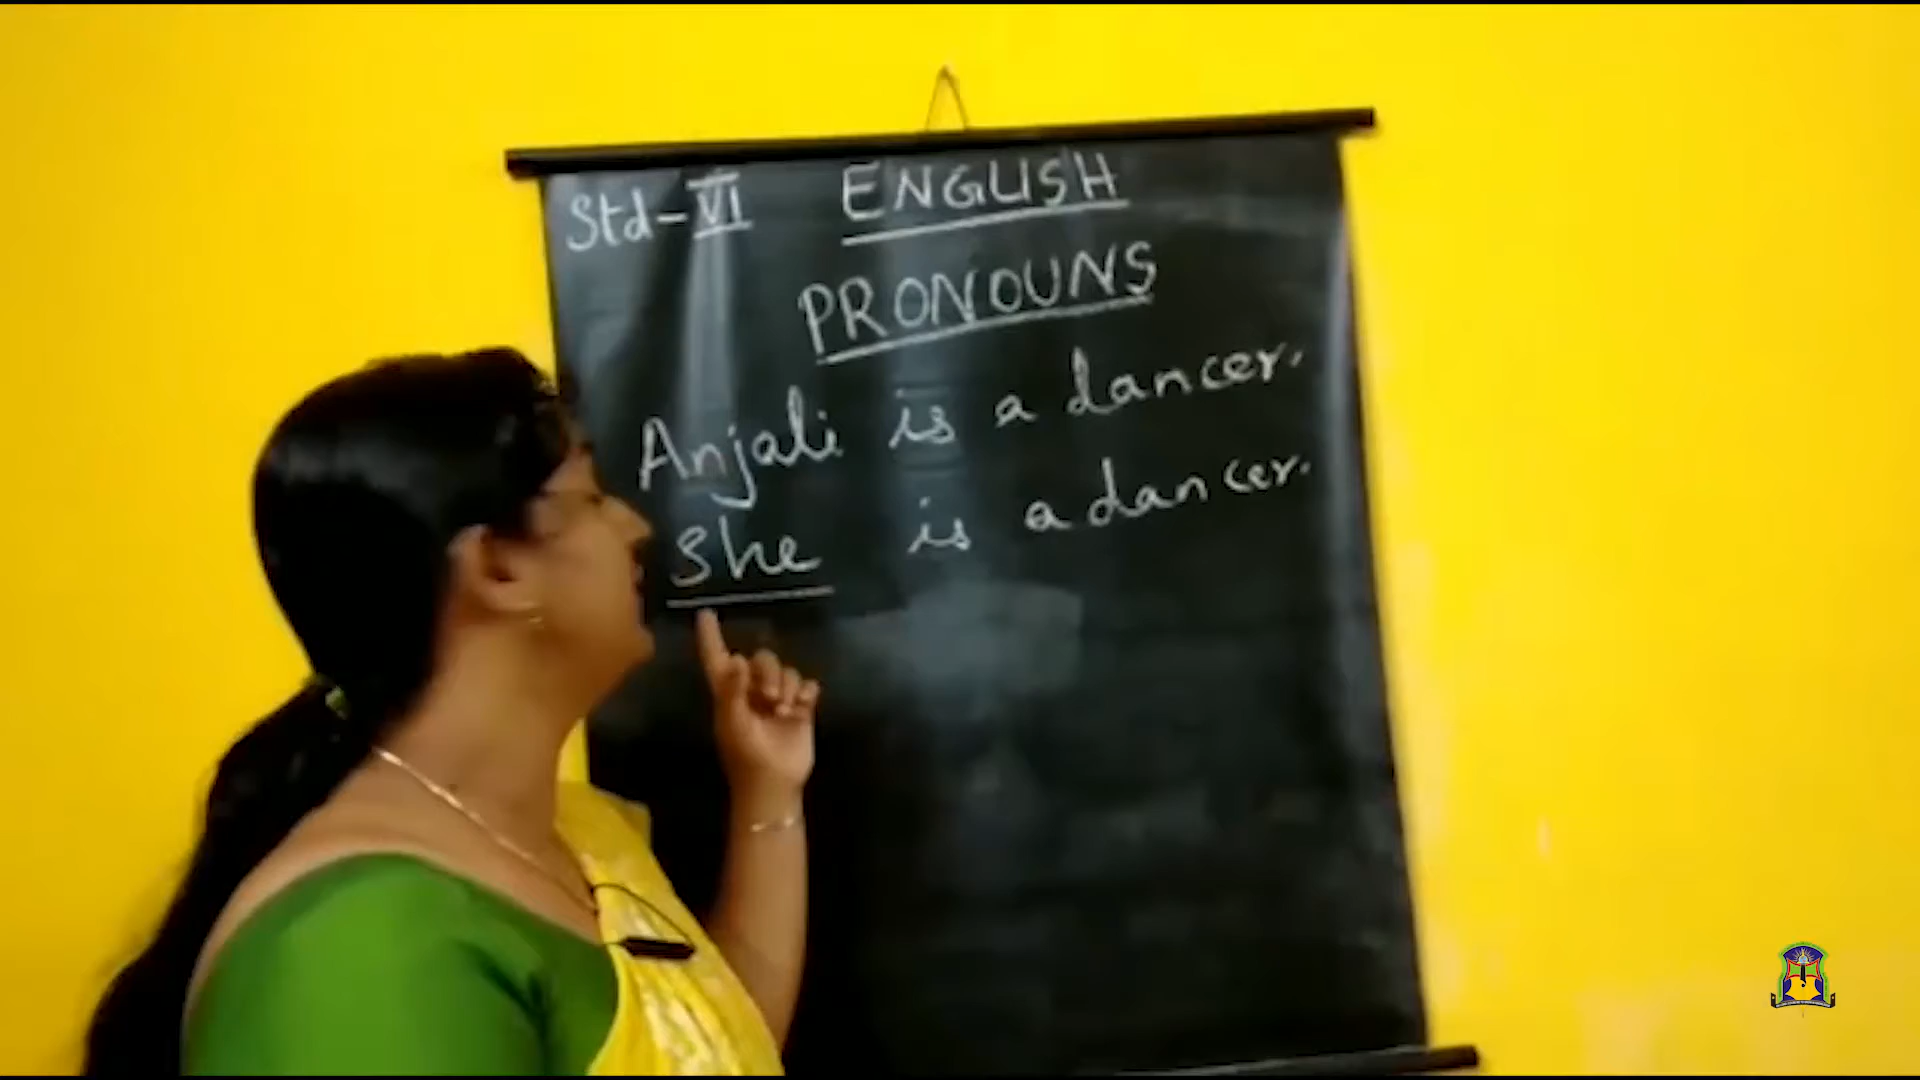 Std-VI ENGLISH
PRONOUNS
Anjali is a dancer.
She is a dancer.